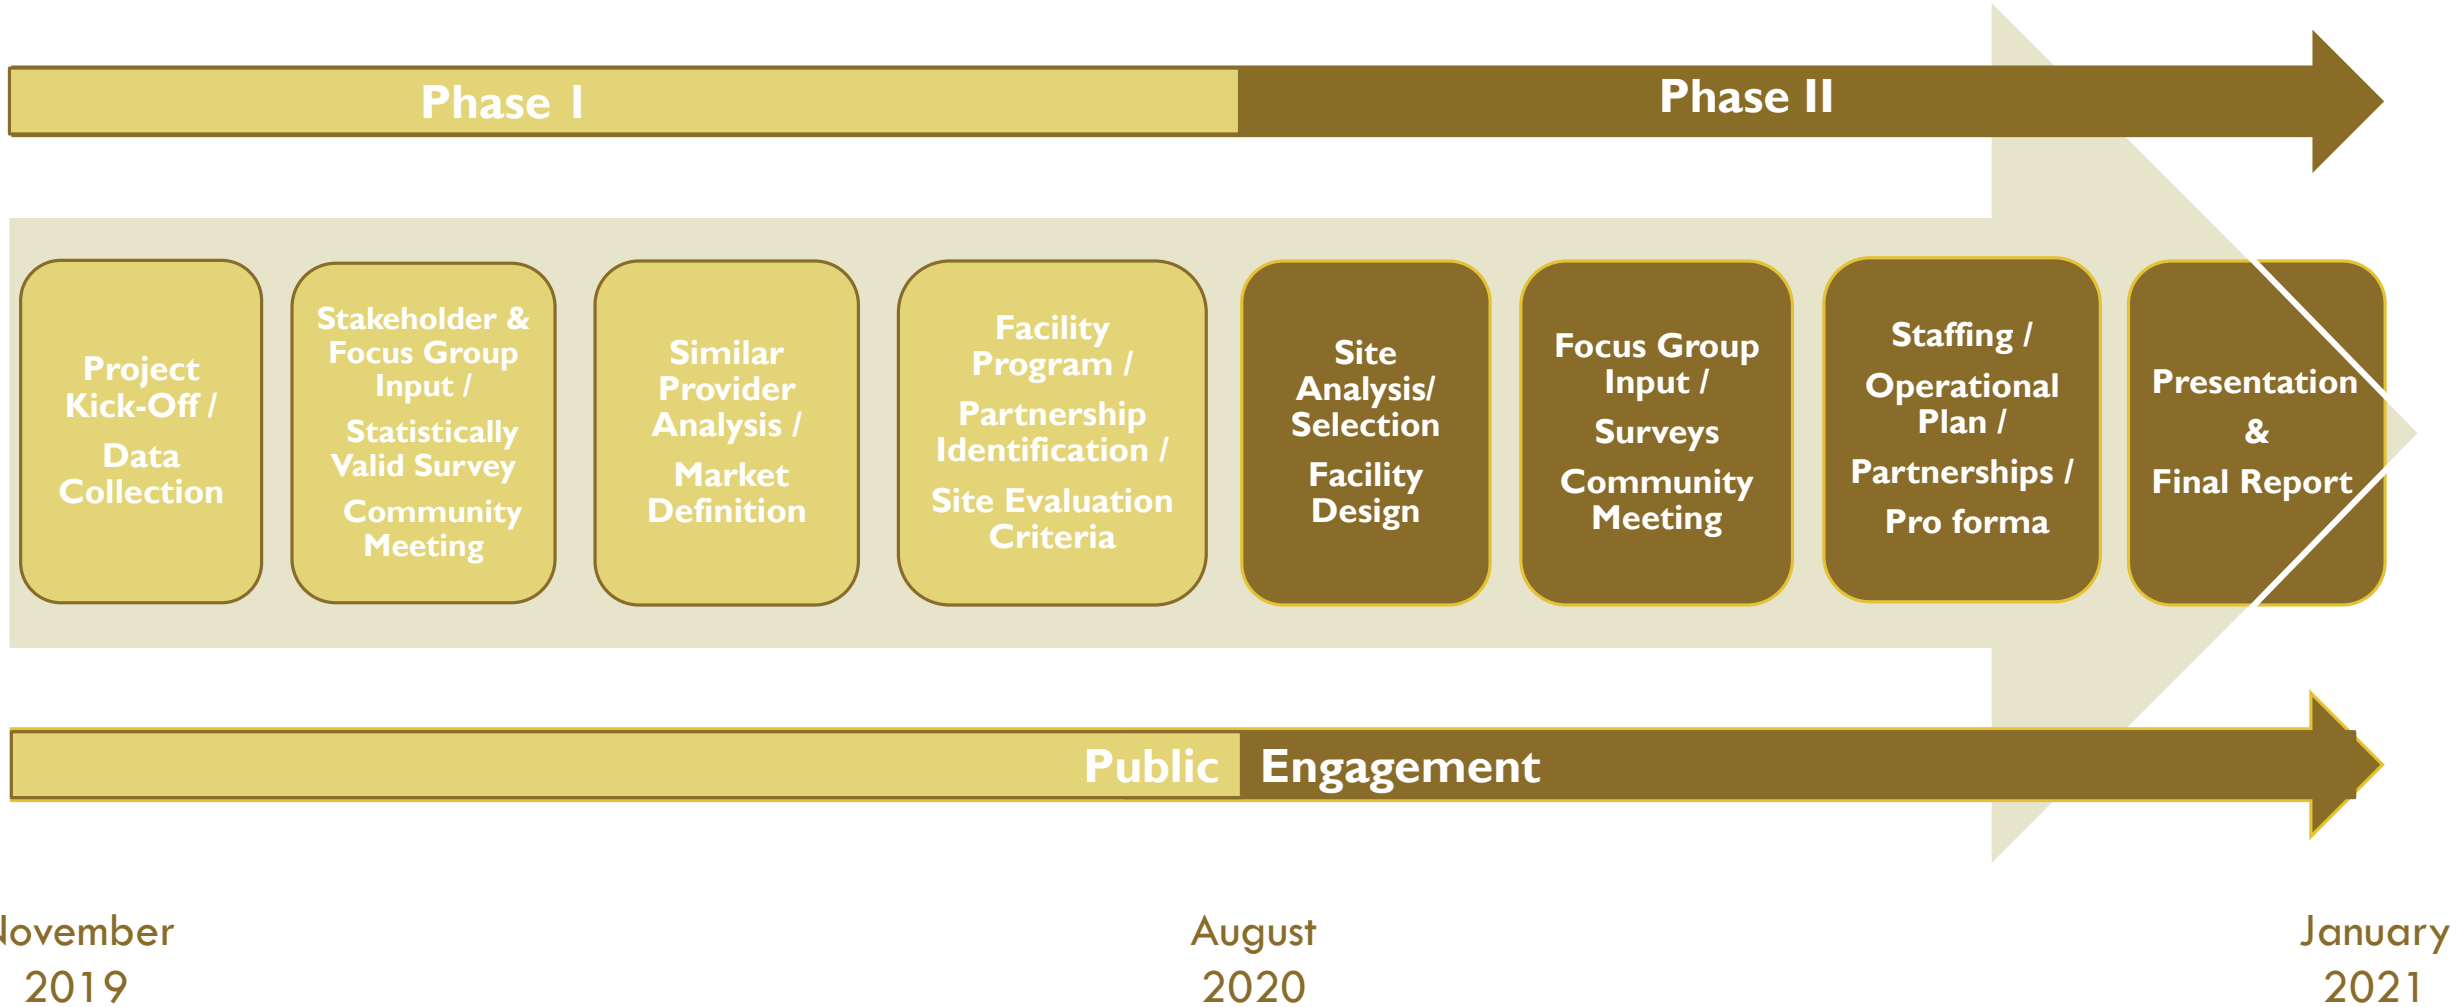 Phase I
Phase II
Project
Kick-Off /
Data
Collection
Stakeholder &
Focus Group
Input /
Statistically
Valid Survey
Community
Meeting
Similar
Provider
Analysis /
Market
Definition
Facility
Program /
Partnership
Identification /
Site Evaluation
Criteria
Site
Analysis/
Selection
Facility
Design
Focus Group
Input /
Surveys
Community
Meeting
Staffing /
Operational
Plan /
Partnerships /
Pro forma
Presentation
&
Final Report
Public Engagement
November
2019
August
2020
January
2021